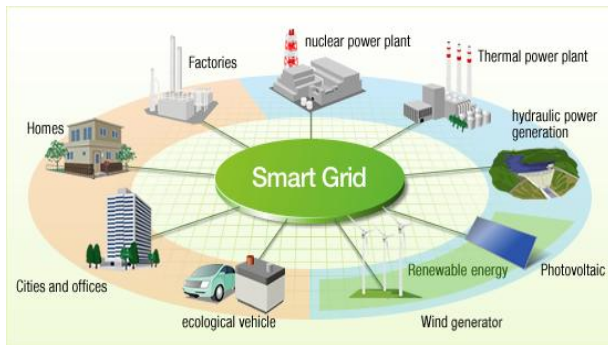 nuclear power plant
Factories
Thermal power plant
hydraulic power
generation
Homes
Smart Grid
Renewable energy
Photovoltaic
Cities and offices
ecological vehicle
Wind generator